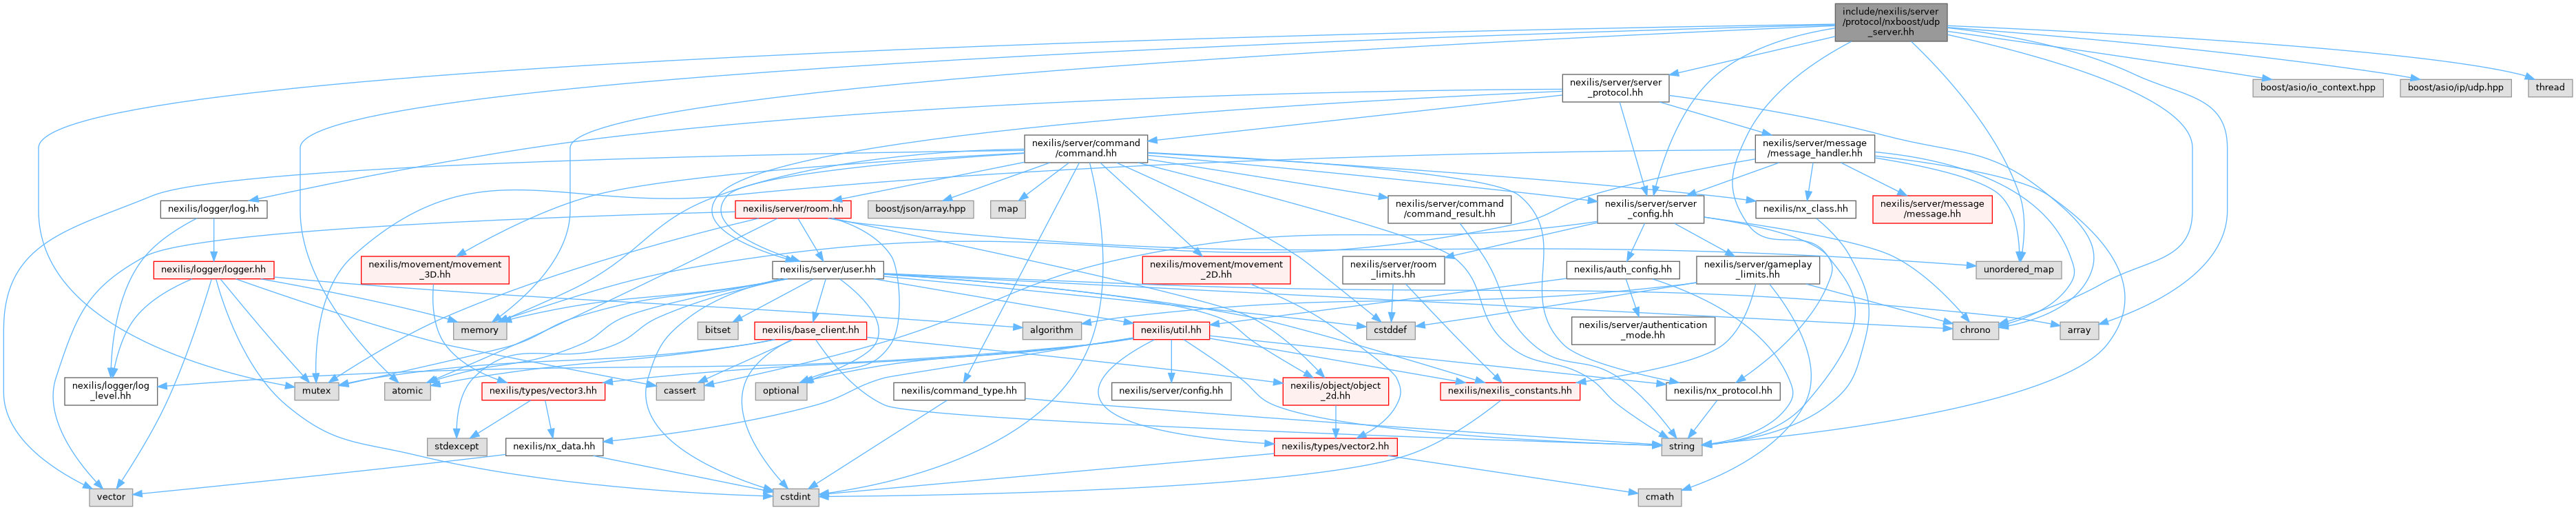 include/nexilis/server
/protocol/nxboost/udp
_server.hh
nexilis/server/server
_protocol.hh
boost/asio/io_context.hpp
boost/asio/ip/udp.hpp
thread
nexilis/server/command
/command.hh
nexilis/server/message
/message_handler.hh
nexilis/logger/log.hh
nexilis/server/room.hh
boost/json/array.hpp
map
nexilis/server/command
/command_result.hh
nexilis/server/server
_config.hh
nexilis/nx_class.hh
nexilis/server/message
/message.hh
nexilis/logger/logger.hh
nexilis/movement/movement
_3D.hh
nexilis/server/user.hh
nexilis/movement/movement
_2D.hh
nexilis/server/room
_limits.hh
nexilis/auth_config.hh
nexilis/server/gameplay
_limits.hh
unordered_map
memory
bitset
nexilis/base_client.hh
algorithm
nexilis/util.hh
cstddef
nexilis/server/authentication
_mode.hh
chrono
array
nexilis/logger/log
_level.hh
mutex
atomic
nexilis/types/vector3.hh
cassert
optional
nexilis/command_type.hh
nexilis/server/config.hh
nexilis/object/object
_2d.hh
nexilis/nexilis_constants.hh
nexilis/nx_protocol.hh
stdexcept
nexilis/nx_data.hh
nexilis/types/vector2.hh
string
vector
cstdint
cmath